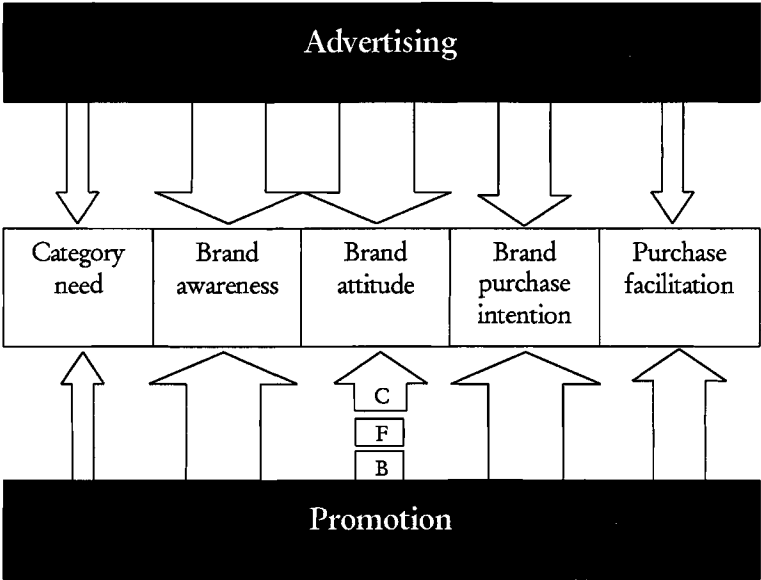 Advertising
Category
need
Brand
awareness
Brand
attitude
Brand
purchase
intention
Purchase
facilitation
C
F
B
Promotion